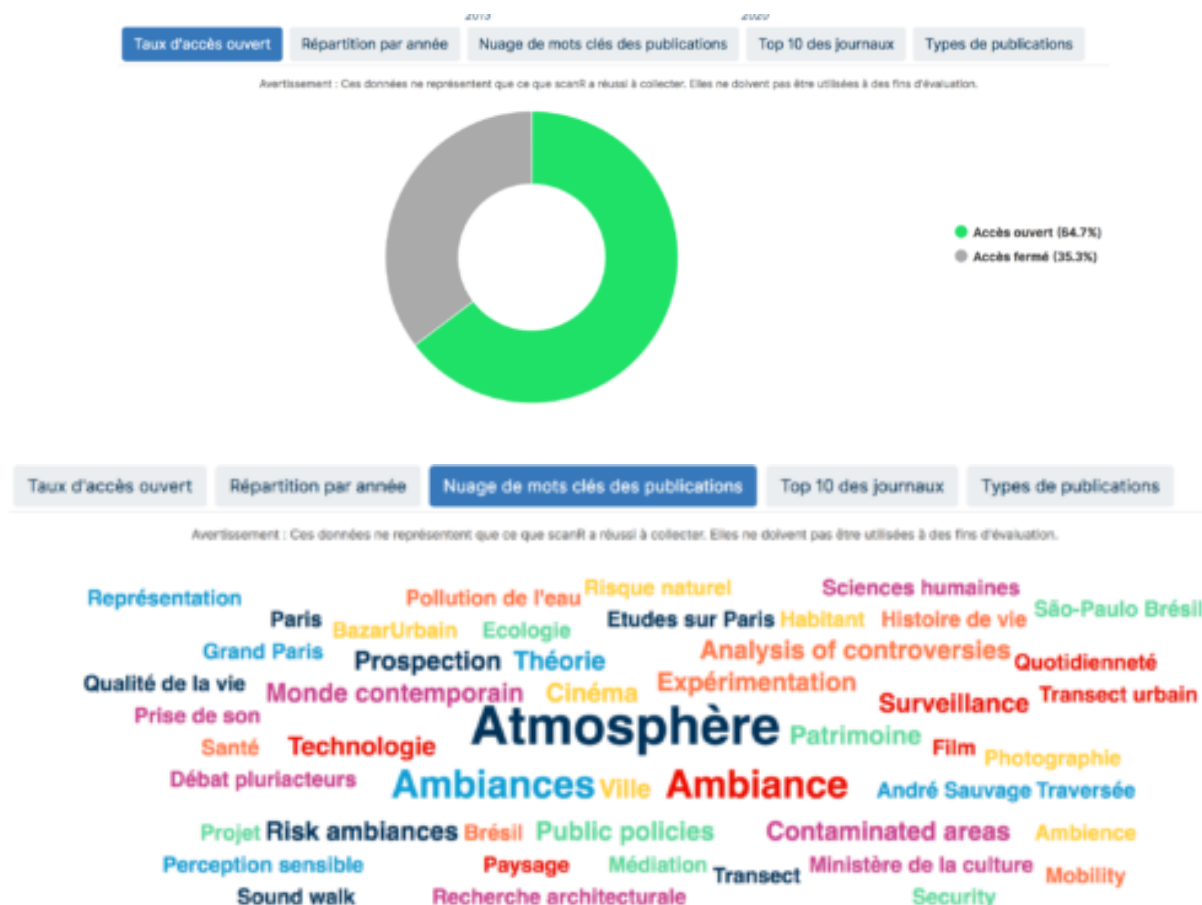 2015 2020
Taux d'accès ouvert Répartition par année Nuage de mots clés des publications Top 10 des journaux Types de publications
Avertissement : Ces données ne représentent que ce que scanR a réussi à collecter. Elles ne doivent pas être utilisées à des fins d'évaluation.
Accès ouvert (64.7%)
Accès fermé (35.3%)
Taux d'accès ouvert Répartition par année Nuage de mots clés des publications Top 10 des journaux Types de publications
Avertissement : Ces données ne représentent que ce que scanR a réussi à collecter. Elles ne doivent pas être utilisées à des fins d'évaluation.
Représentation Pollution de l'eau Risque naturel Sciences humaines
Paris BazarUrbain Ecologie Etudes sur Paris Habitant Histoire de vie São-Paulo Brésil
Grand Paris Prospection Théorie Analysis of controversies Quotidienneté
Qualité de la vie Monde contemporain Cinéma Expérimentation Surveillance Transect urbain
Prise de son Atmosphère Patrimoine
Santé Technologie Film Photographie
Débat pluriacteurs Ambiances Ville Ambiance André Sauvage Traversée
Projet Risk ambiances Brésil Public policies Contaminated areas Ambience
Perception sensible Paysage Médiation Transect Ministère de la culture Mobility
Sound walk Recherche architecturale Security